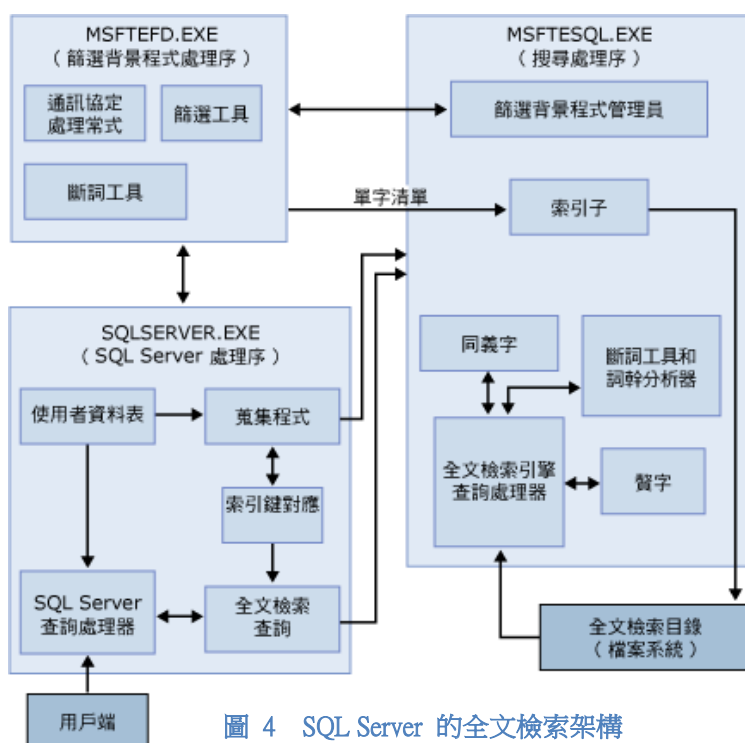 MSFTEFD.EXE
（篩選背景程式處理序）
通訊協定
處理常式
篩選工具
斷詞工具
MSFTESQL.EXE
（搜尋處理序）
篩選背景程式管理員
單字清單
索引子
SQLSERVER.EXE
（SQL Server 處理序）
使用者資料表
蒐集程式
索引鍵對應
SQL Server
查詢處理器
全文檢索
查詢
同義字
斷詞工具和
詞幹分析器
全文檢索引擎
查詢處理器
贅字
全文檢索目錄
（檔案系統）
用戶端
圖 4 SQL Server 的全文檢索架構